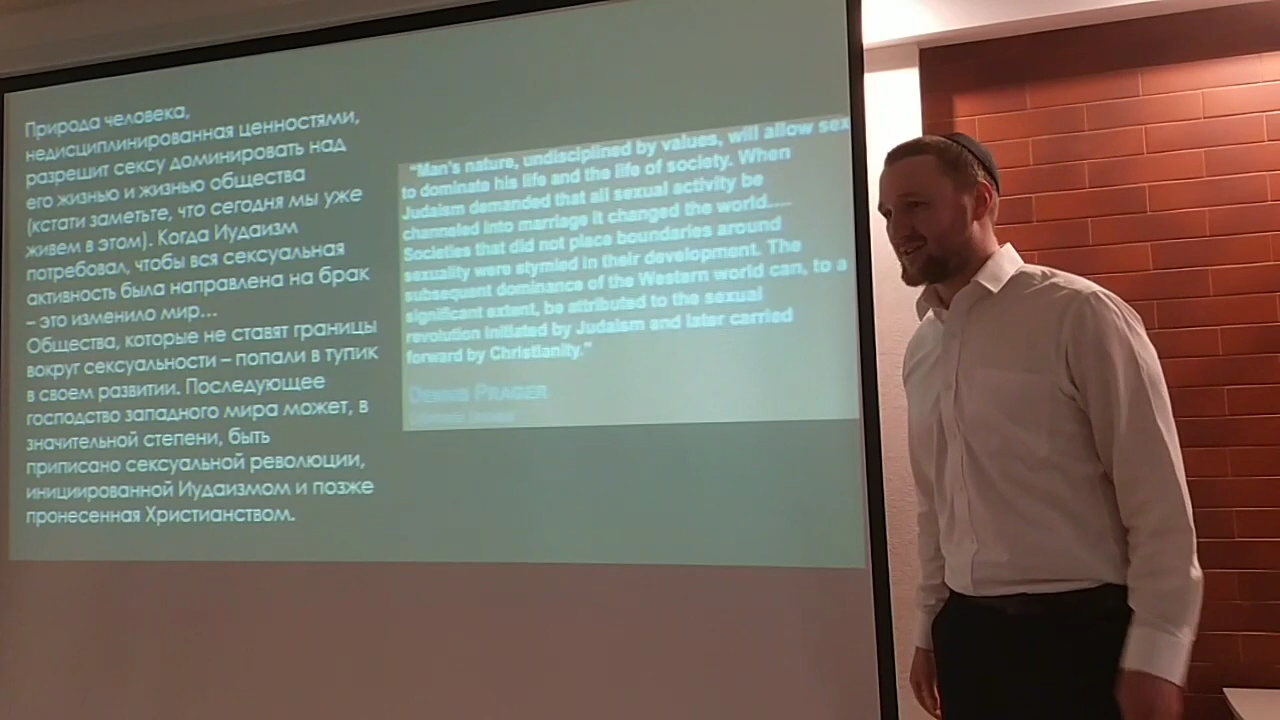 Природа человека,
недисциплинированная ценностями,
разрешит сексу доминировать над
его жизнью и жизнью общества
(кстати заметьте, что сегодня мы уже
живем в этом). Когда Иудаизм
потребовал, чтобы вся сексуальная
активность была направлена на брак
– это изменило мир...
Общества, которые не ставят границы
вокруг сексуальности – попали в тупик
в своем развитии. Последующее
господство западного мира может, в
значительной степени, быть
приписано сексуальной революции,
инициированной Иудаизмом и позже
пронесенная Христианством.
"Man's nature, undisciplined by values, will allow sex
to dominate his life and the life of society. When
Judaism demanded that all sexual activity be
channeled into marriage it changed the world....
Societies that did not place boundaries around
sexuality were stymied in their development. The
subsequent dominance of the Western world can, to a
significant extent, be attributed to the sexual
revolution initiated by Judaism and later carried
forward by Christianity."
DENNIS PRAGER